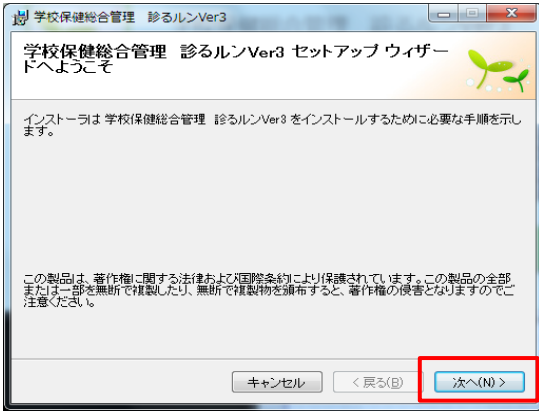 学校保健総合管理　診るルンVer3
学校保健総合管理　診るルンVer3 セットアップ ウィザー
ドへようこそ
インストーラは 学校保健総合管理　診るルンVer3 をインストールするために必要な手順を示し
ます。
この製品は、著作権に関する法律および国際条約により保護されています。この製品の全部
または一部を無断で複製したり、無断で複製物を頒布すると、著作権の侵害となりますのでご
注意ください。
キャンセル　< 戻る(B)　次へ(N) >